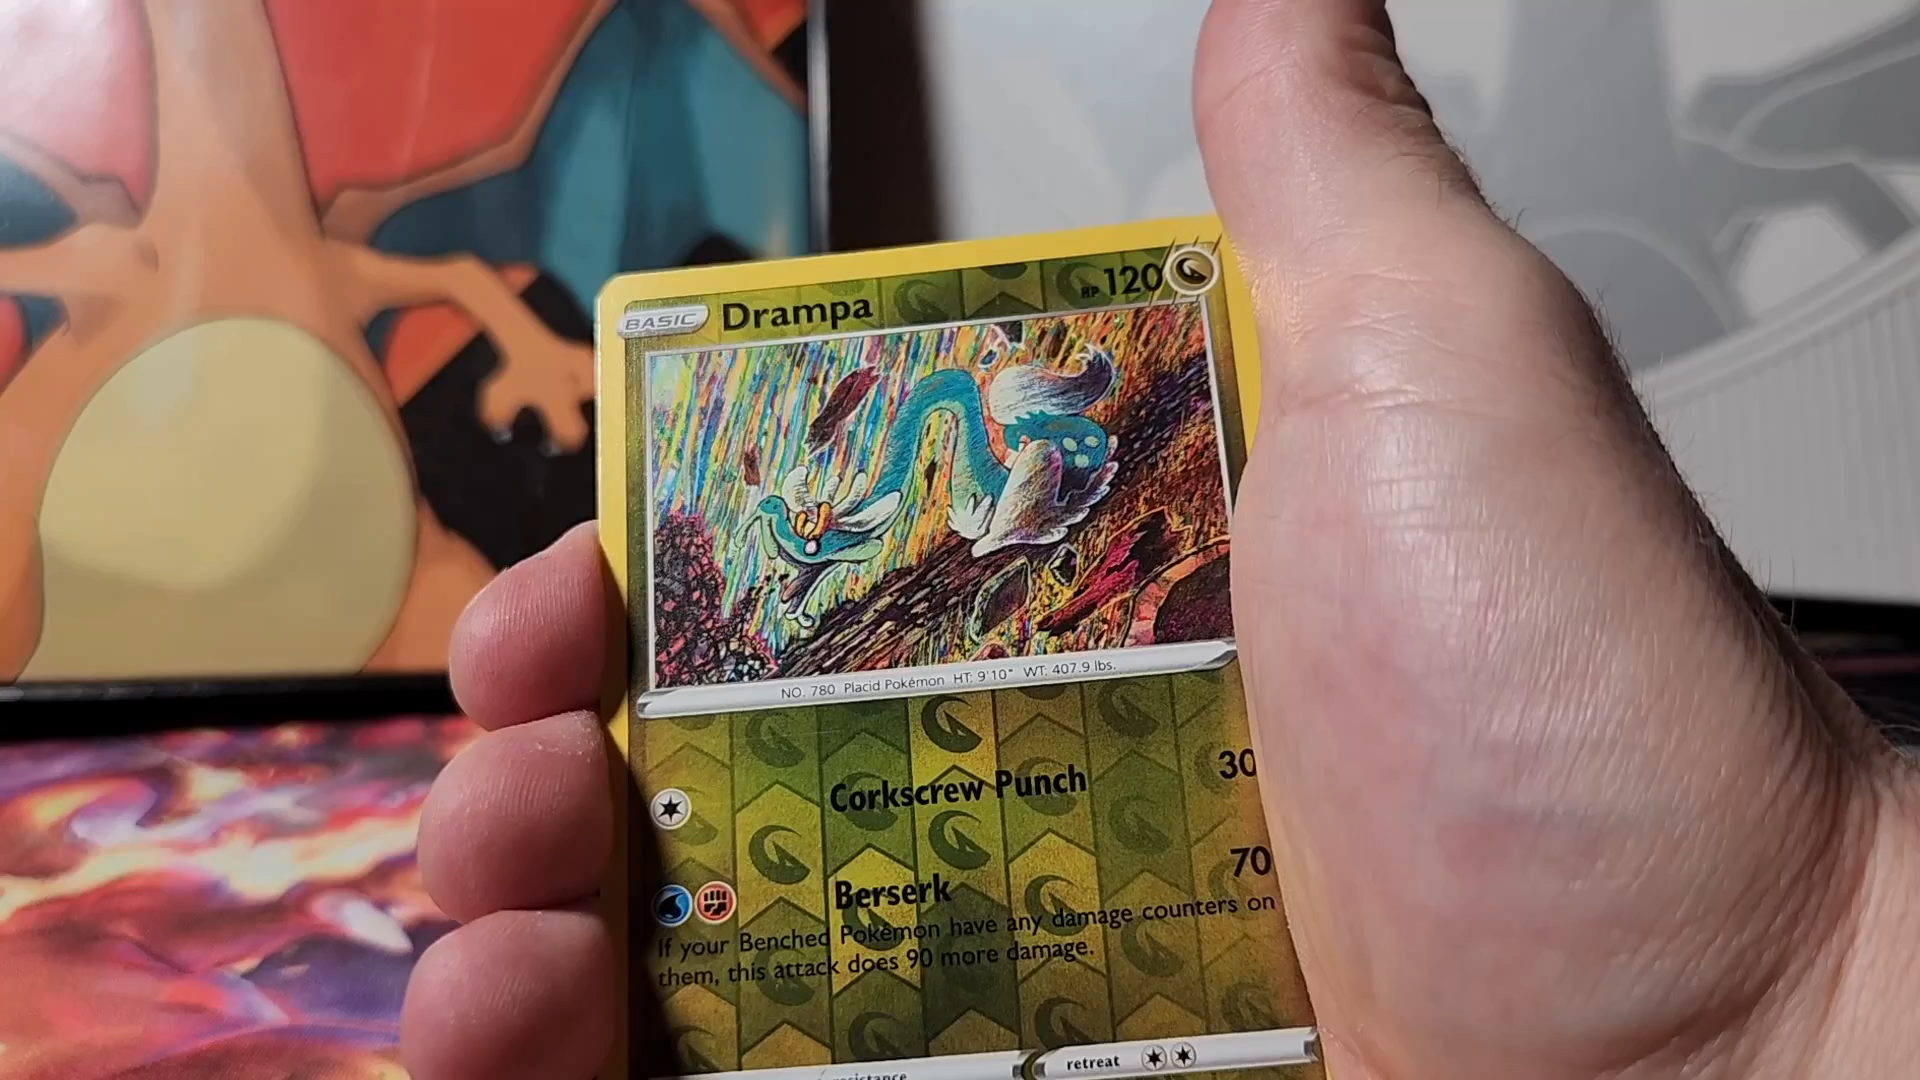 BASIC Drampa HP 120
NO. 780 Placid Pokémon HT: 9'10" WT: 407.9 lbs.
Corkscrew Punch 30
Berserk 70
If your Benched Pokémon have any damage counters on
them, this attack does 90 more damage.
resistance retreat